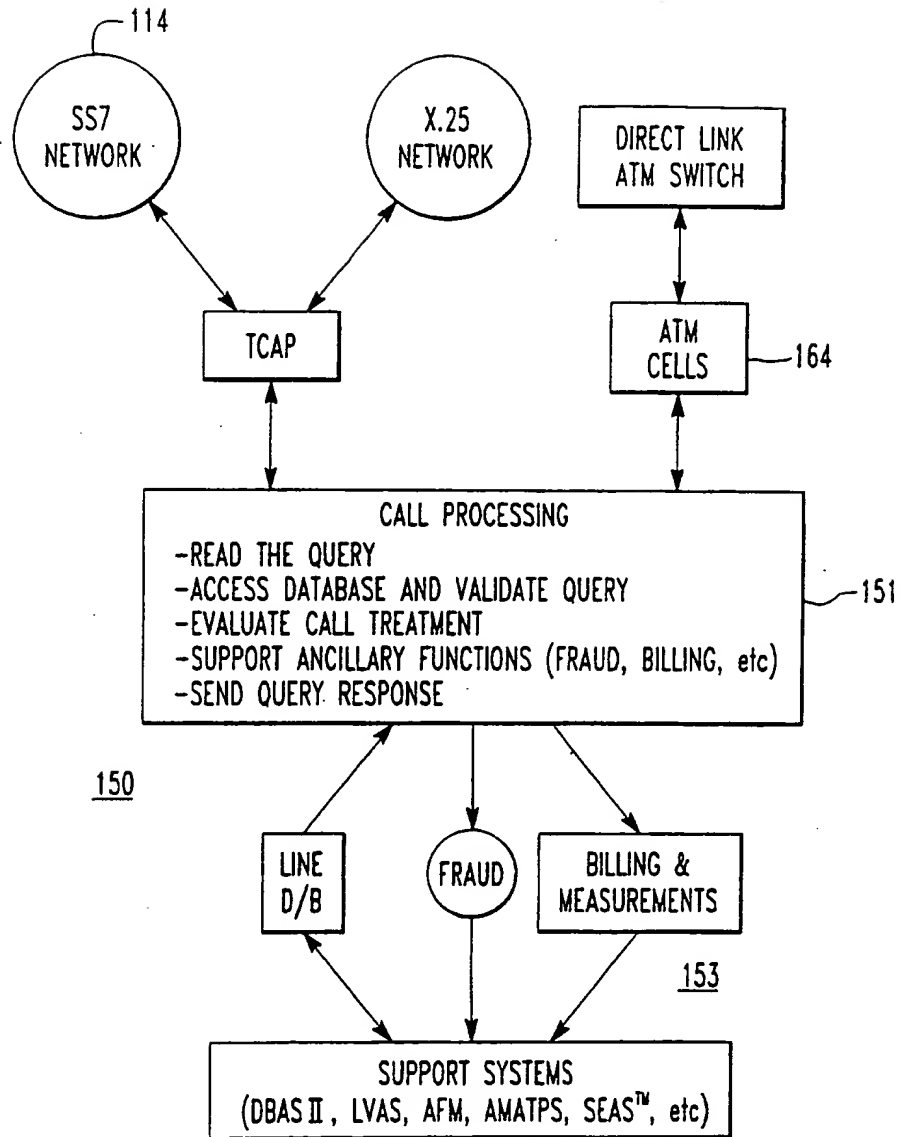 114
SS7
NETWORK
X.25
NETWORK
DIRECT LINK
ATM SWITCH
TCAP
ATM
CELLS
164
CALL PROCESSING
-READ THE QUERY
-ACCESS DATABASE AND VALIDATE QUERY
-EVALUATE CALL TREATMENT
-SUPPORT ANCILLARY FUNCTIONS (FRAUD, BILLING, etc)
-SEND QUERY RESPONSE
151
150
LINE
D/B
FRAUD
BILLING &
MEASUREMENTS
153
SUPPORT SYSTEMS
(DBAS II, LVAS, AFM, AMATPS, SEAS™, etc)